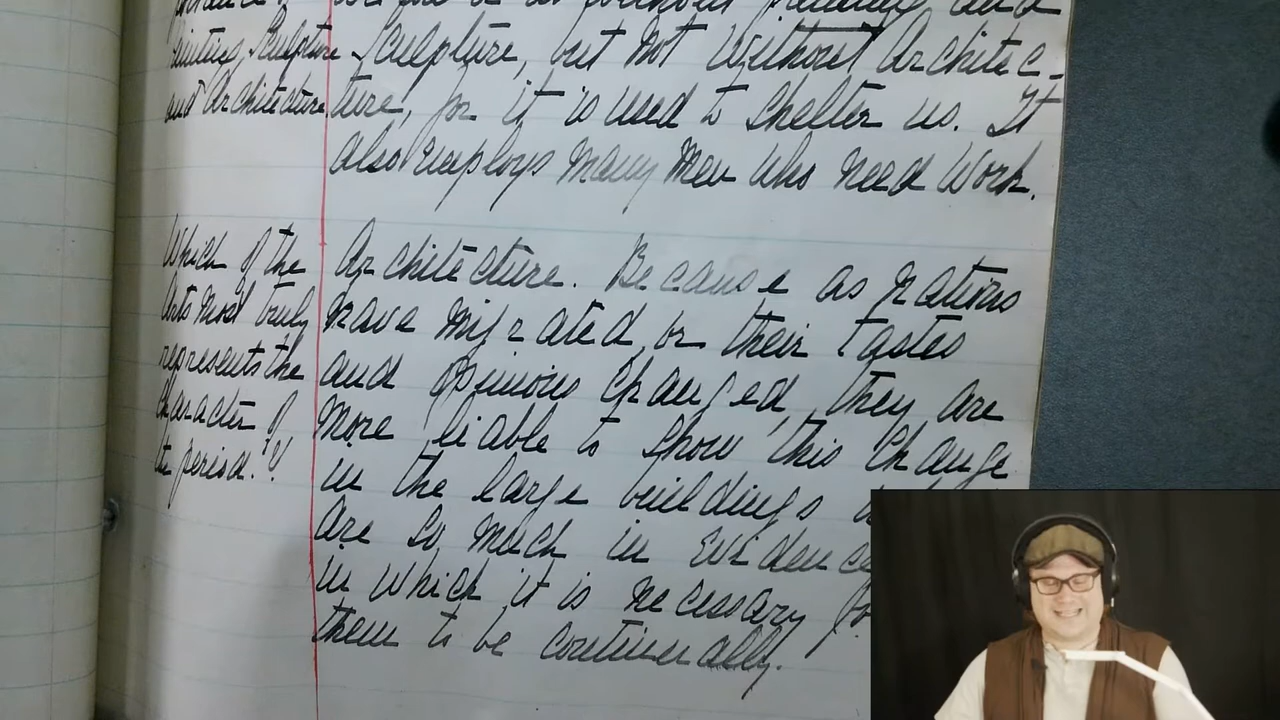 Sculpture, but not without Architec-
ture, for it is used to shelter us. It
also employs many men who need work.
Painting, Sculpture
and Architecture
Which of the
Arts most truly
represents the
character of
the period?
Architecture. Because as nations
have migrated, or their tastes
and opinions changed, they are
more liable to show this change
in the large buildings
are so much in evidence
in which it is necessary
them to be continually.